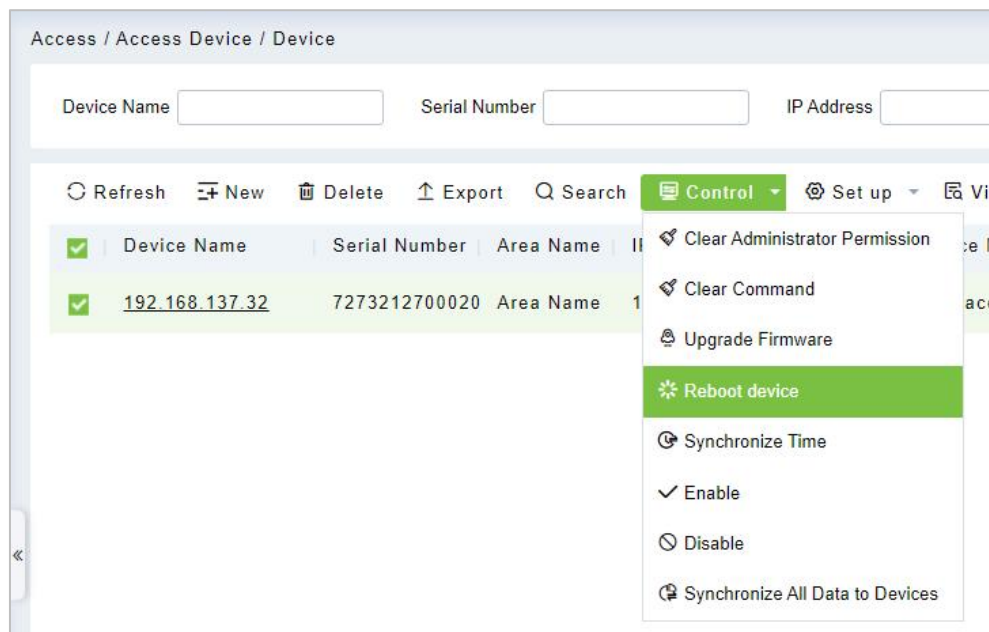 Access / Access Device / Device
Device Name Serial Number IP Address
Refresh New Delete Export Search Control Set up
Device Name Serial Number Area Name
192.168.137.32 7273212700020 Area Name
Clear Administrator Permission
Clear Command
Upgrade Firmware
Reboot device
Synchronize Time
Enable
Disable
Synchronize All Data to Devices